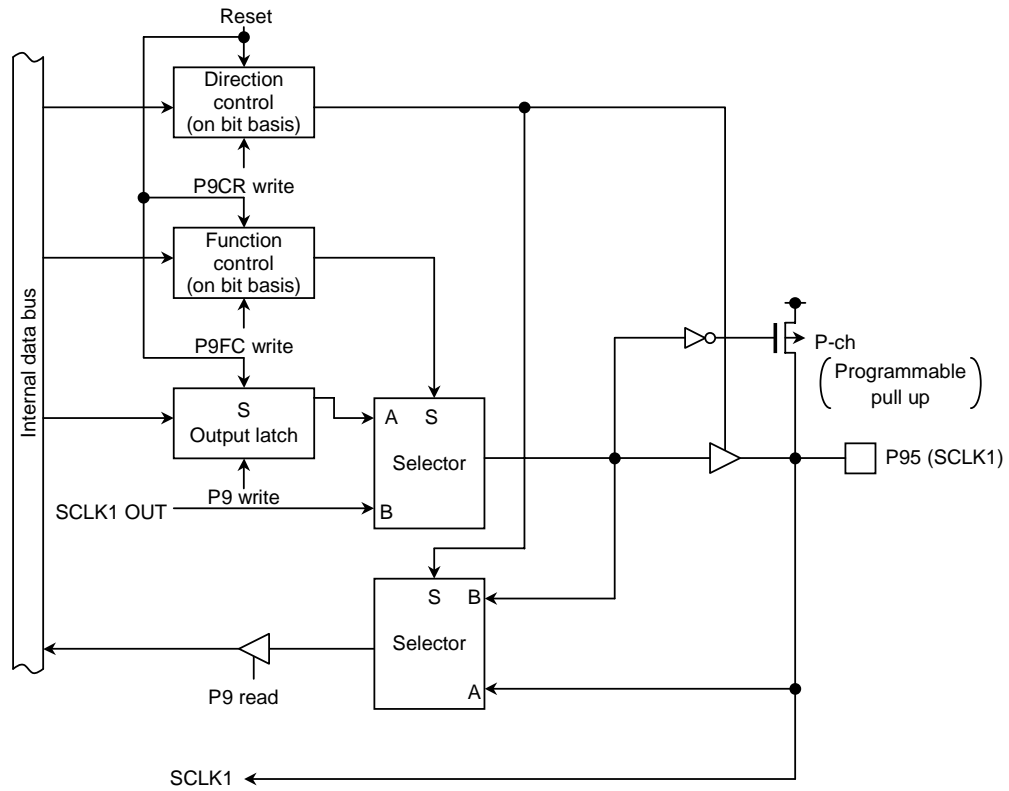 Reset
Direction
control
(on bit basis)
P9CR write
Function
control
(on bit basis)
P9FC write
S
Output latch
P9 write
SCLK1 OUT
Internal data bus
A S
Selector
B
P-ch
(Programmable
pull up)
P95 (SCLK1)
S B
Selector
A
P9 read
SCLK1